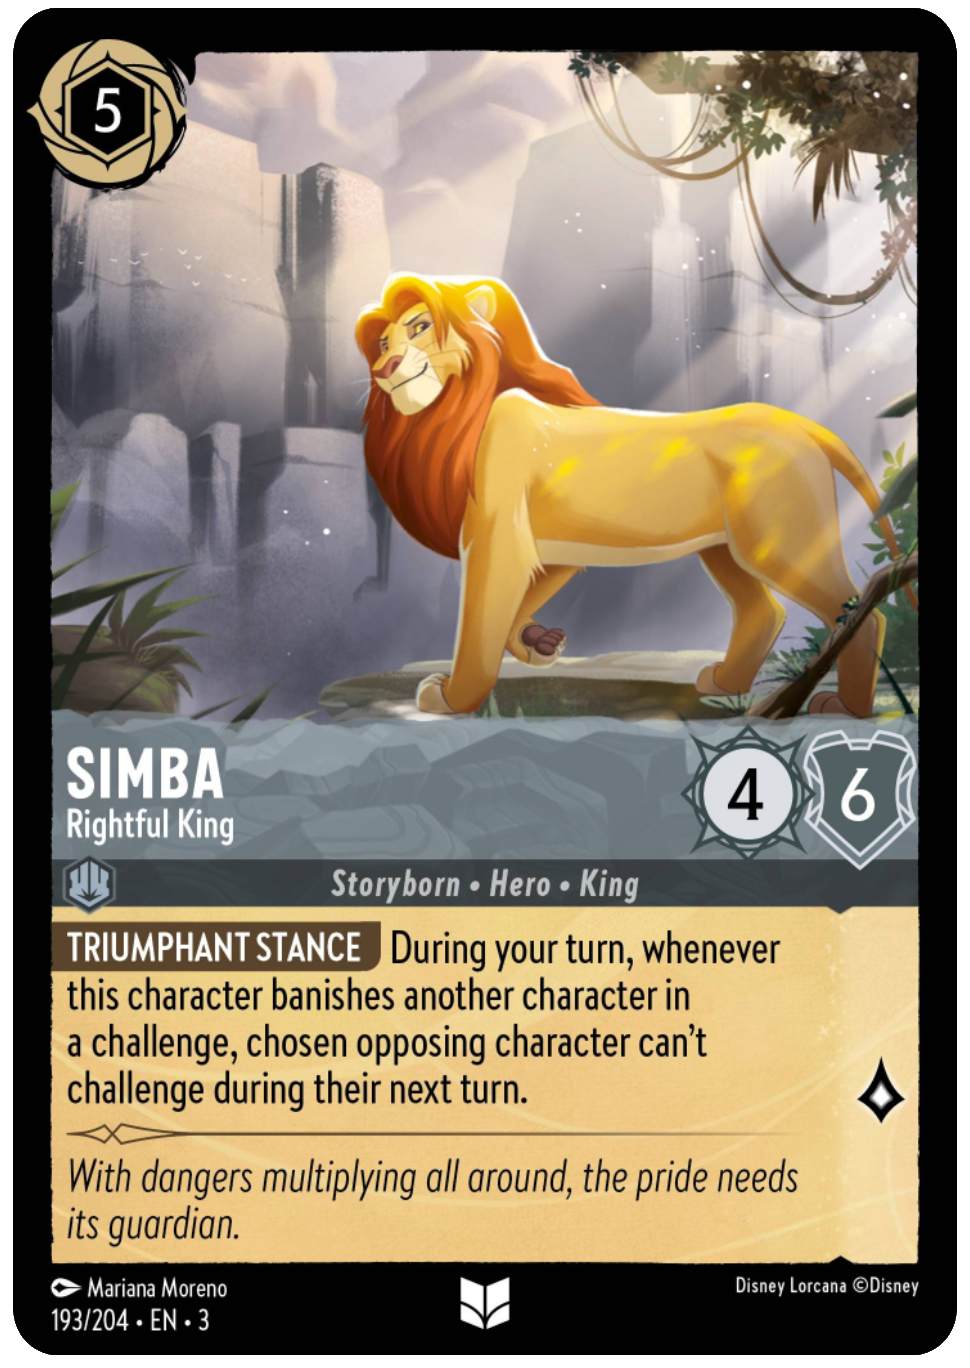 5
SIMBA
Rightful King
4
6
Storyborn • Hero • King
TRIUMPHANT STANCE During your turn, whenever
this character banishes another character in
a challenge, chosen opposing character can't
challenge during their next turn.
With dangers multiplying all around, the pride needs
its guardian.
Mariana Moreno
193/204 • EN • 3
Disney Lorcana ©Disney